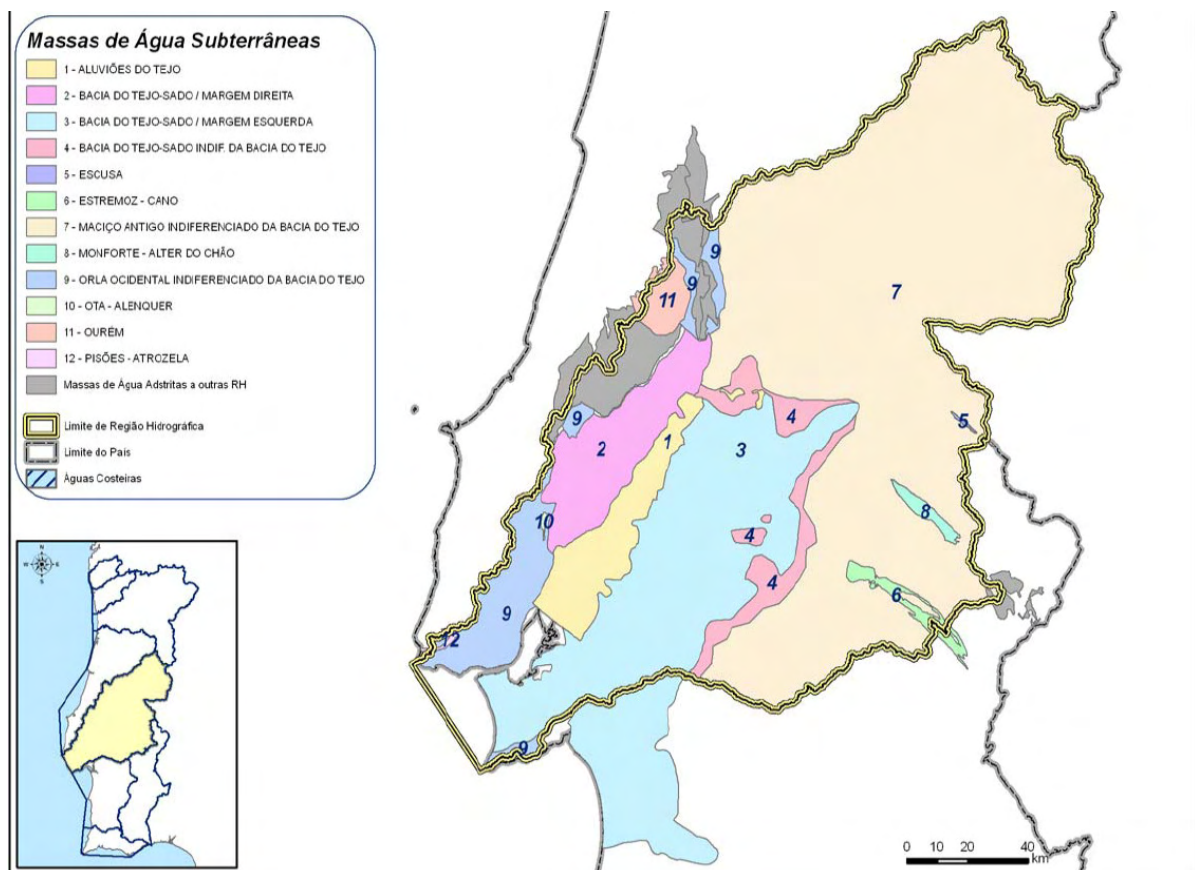 Massas de Água Subterrâneas
1 - ALUVIÕES DO TEJO
2 - BACIA DO TEJO-SADO / MARGEM DIREITA
3 - BACIA DO TEJO-SADO / MARGEM ESQUERDA
4 - BACIA DO TEJO-SADO INDIF. DA BACIA DO TEJO
5 - ESCUSA
6 - ESTREMOZ - CANO
7 - MACIÇO ANTIGO INDIFERENCIADO DA BACIA DO TEJO
8 - MONFORTE - ALTER DO CHÃO
9 - ORLA OCIDENTAL INDIFERENCIADO DA BACIA DO TEJO
10 - OTA - ALENQUER
11 - OURÉM
12 - PISÕES - ATROZELA
Massas de Água Adstritas a outras RH
Limite de Região Hidrográfica
Limite do País
Águas Costeiras
9
9
11
7
4
5
9
2
1
3
8
10
4
4
6
9
12
9
N
W E
S
0 10 20 40
km